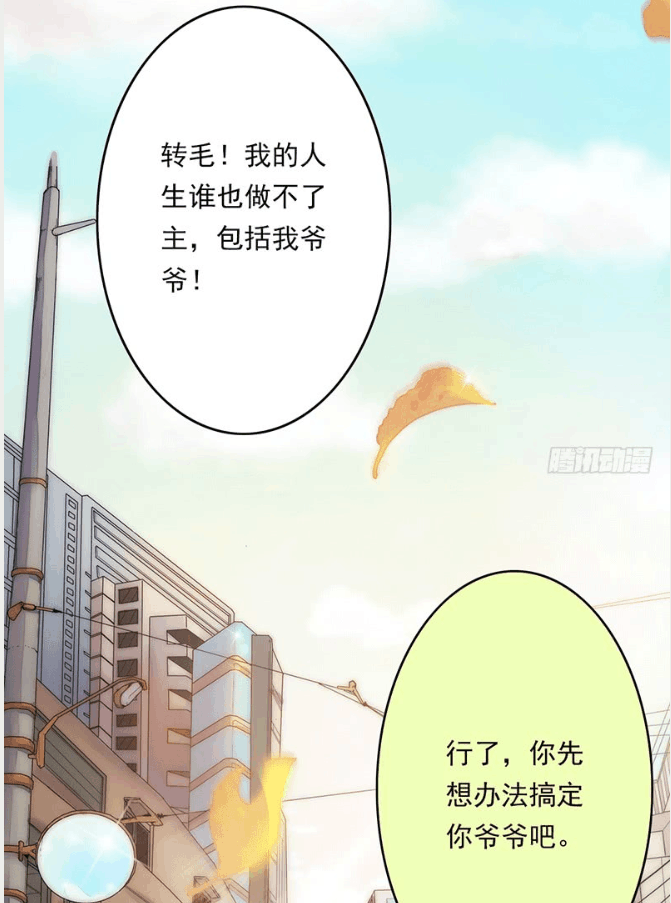 转毛！我的人
生谁也做不了
主，包括我爷
爷！
腾讯动漫
行了，你先
想办法搞定
你爷爷吧。